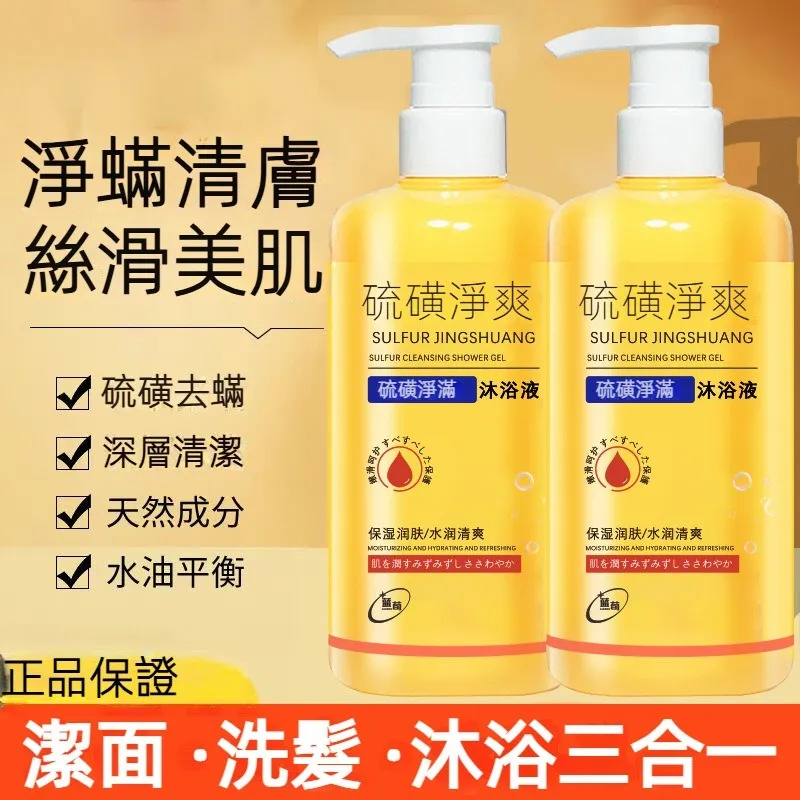 淨蟎清膚
絲滑美肌
硫磺去蟎
深層清潔
天然成分
水油平衡
正品保證
硫磺淨爽
SULFUR JINGSHUANG
SULFUR CLEANSING SHOWER GEL
硫磺淨滿 沐浴液
保湿润肤/水润清爽
MOISTURIZING AND HYDRATING AND REFRESHING
肌を潤すみずみずしささわやか
硫磺淨爽
SULFUR JINGSHUANG
SULFUR CLEANSING SHOWER GEL
硫磺淨滿 沐浴液
保湿润肤/水润清爽
MOISTURIZING AND HYDRATING AND REFRESHING
肌を潤すみずみずしささわやか
潔面·洗髮·沐浴三合一